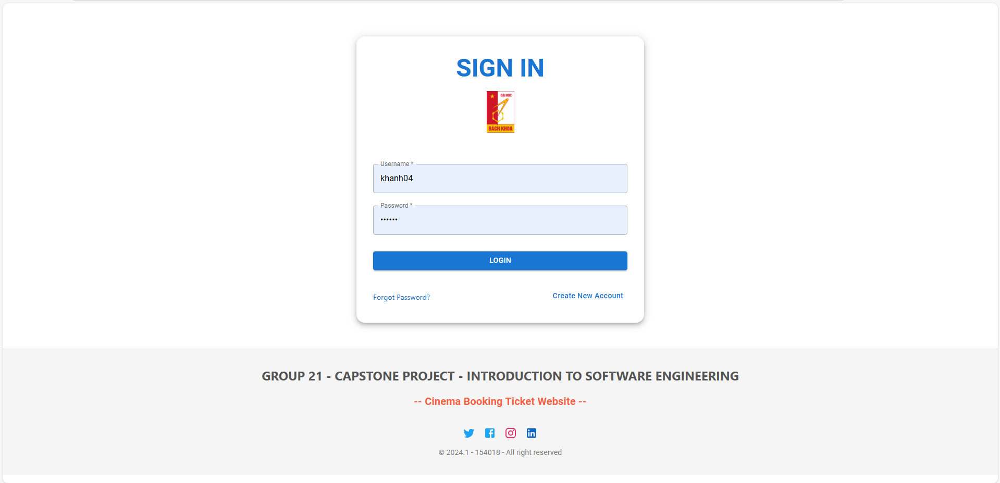 SIGN IN
ĐẠI HỌC
BÁCH KHOA
Username *
khanh04
Password *
••••••
LOGIN
Forgot Password?
Create New Account
GROUP 21 - CAPSTONE PROJECT - INTRODUCTION TO SOFTWARE ENGINEERING
-- Cinema Booking Ticket Website --
© 2024.1 - 154018 - All right reserved